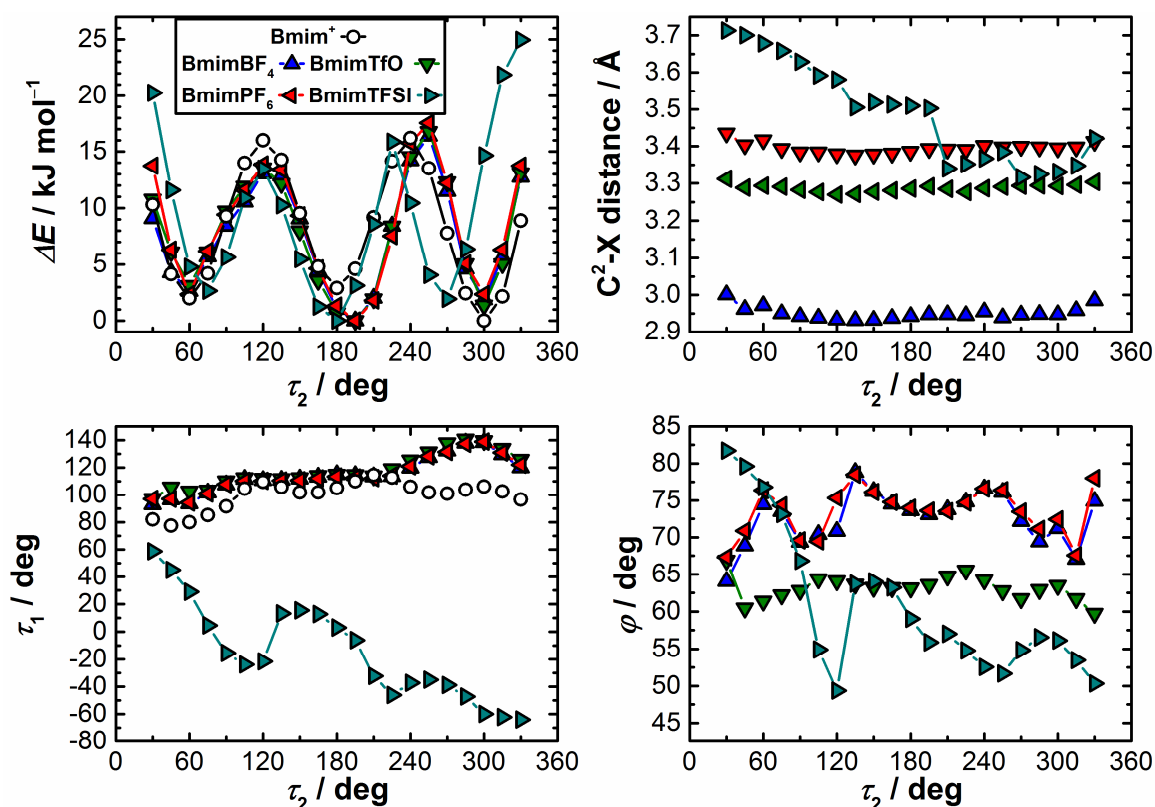 25
20
15
10
5
0
ΔE / kJ mol⁻¹
Bmim⁺
BmimBF₄ BmimTfO
BmimPF₆ BmimTFSI
0 60 120 180 240 300 360
τ₂ / deg
3.7
3.6
3.5
3.4
3.3
3.0
2.9
C²-X distance / Å
0 60 120 180 240 300 360
τ₂ / deg
140
120
100
80
60
40
20
0
-20
-40
-60
-80
τ₁ / deg
0 60 120 180 240 300 360
τ₂ / deg
85
80
75
70
65
60
55
50
45
φ / deg
0 60 120 180 240 300 360
τ₂ / deg